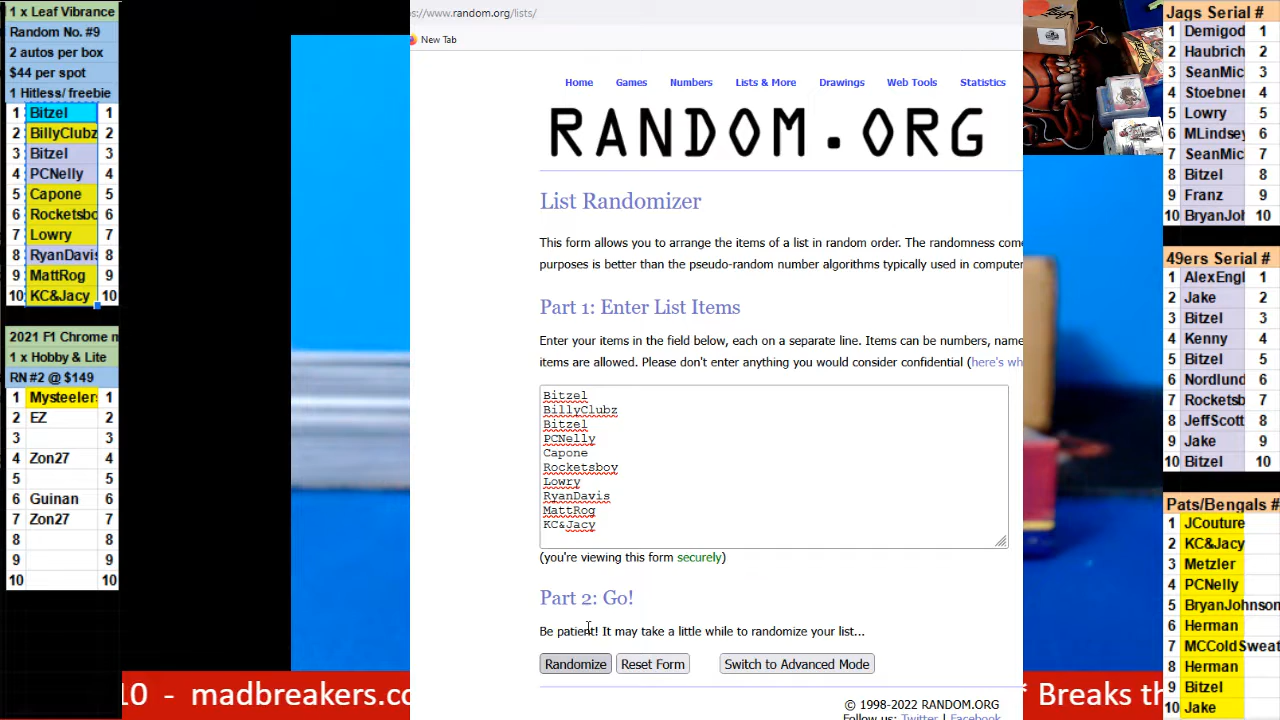 1 x Leaf Vibrance
Random No. #9
2 autos per box
$44 per spot
1 Hitless/ freebie
1 Bitzel 1
2 BillyClubz 2
3 Bitzel 3
4 PCNelly 4
5 Capone 5
6 Rocketsbo 6
7 Lowry 7
8 RyanDavis 8
9 MattRog 9
10 KC&Jacy 10
2021 F1 Chrome m
1 x Hobby & Lite
RN #2 @ $149
1 Mysteelers 1
2 EZ 2
3 3
4 Zon27 4
5 5
6 Guinan 6
7 Zon27 7
8 8
9 9
10 10
s://www.random.org/lists/
New Tab
Home Games Numbers Lists & More Drawings Web Tools Statistics
RANDOM.ORG
List Randomizer
This form allows you to arrange the items of a list in random order. The randomness come
purposes is better than the pseudo-random number algorithms typically used in computer
Part 1: Enter List Items
Enter your items in the field below, each on a separate line. Items can be numbers, name
items are allowed. Please don't enter anything you would consider confidential (here's wh
Bitzel
BillyClubz
Bitzel
PCNelly
Capone
Rocketsboy
Lowry
RyanDavis
MattRog
KC&Jacy
(you're viewing this form securely)
Part 2: Go!
Be patient! It may take a little while to randomize your list...
Randomize Reset Form Switch to Advanced Mode
© 1998-2022 RANDOM.ORG
Follow us: Twitter | Facebook
Jags Serial #
1 Demigod 1
2 Haubrich 2
3 SeanMic 3
4 Stoebner 4
5 Lowry 5
6 MLindsey 6
7 SeanMic 7
8 Bitzel 8
9 Franz 9
10 BryanJoh 10
49ers Serial #
1 AlexEngl 1
2 Jake 2
3 Bitzel 3
4 Kenny 4
5 Bitzel 5
6 Nordlund 6
7 Rocketsb 7
8 JeffScott 8
9 Jake 9
10 Bitzel 10
Pats/Bengals #
1 JCouture
2 KC&Jacy
3 Metzler
4 PCNelly
5 BryanJohnson
6 Herman
7 MCColdSweat
8 Herman
9 Bitzel
10 Jake
10 - madbreakers.co
* Breaks th